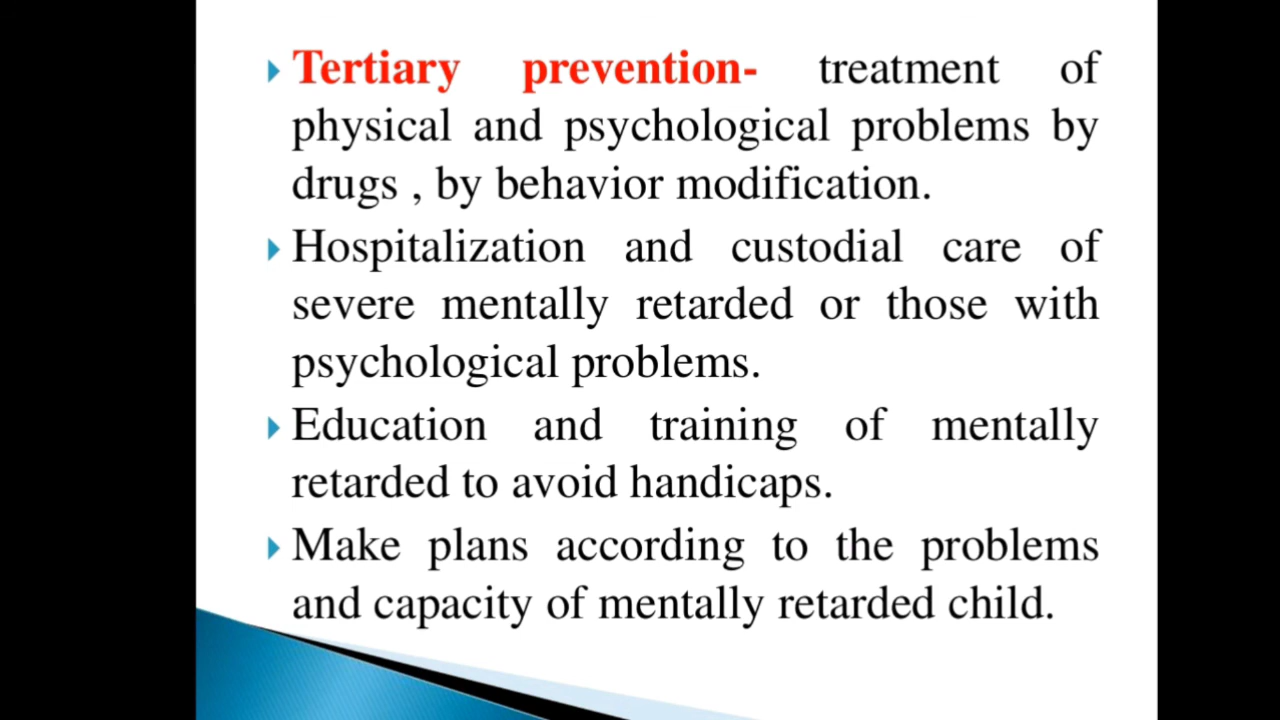 Tertiary prevention- treatment of
physical and psychological problems by
drugs , by behavior modification.
Hospitalization and custodial care of
severe mentally retarded or those with
psychological problems.
Education and training of mentally
retarded to avoid handicaps.
Make plans according to the problems
and capacity of mentally retarded child.